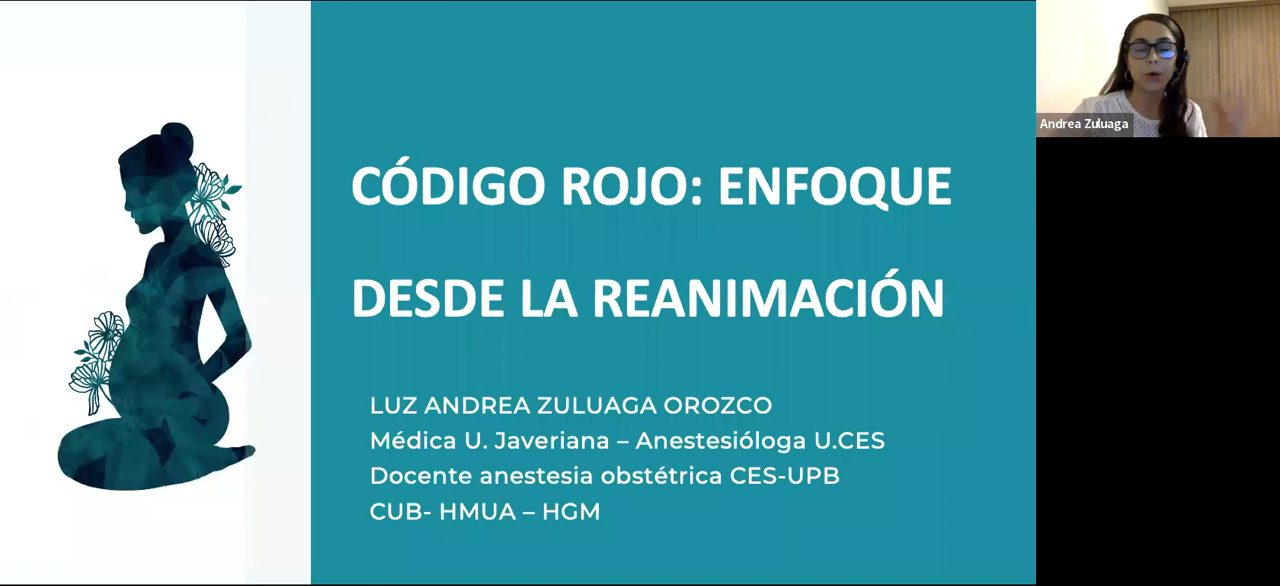 CÓDIGO ROJO: ENFOQUE
DESDE LA REANIMACIÓN
LUZ ANDREA ZULUAGA OROZCO
Médica U. Javeriana – Anestesióloga U.CES
Docente anestesia obstétrica CES-UPB
CUB- HMUA – HGM
Andrea Zuluaga